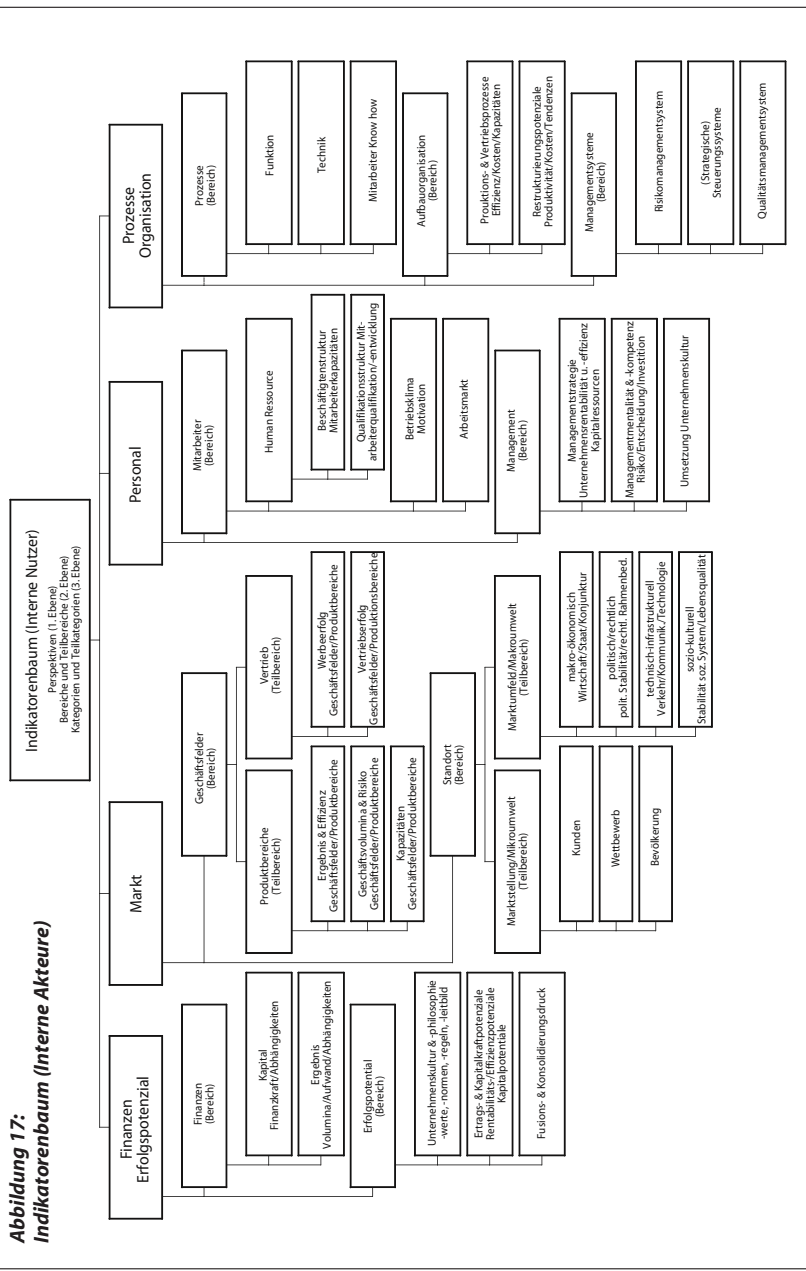 Abbildung 17:
Indikatorenbaum (Interne Akteure)
Indikatorenbaum (Interne Nutzer)
Perspektiven (1. Ebene)
Bereiche und Teilbereiche (2. Ebene)
Kategorien und Teilkategorien (3. Ebene)
Finanzen
Erfolgspotenzial
Finanzen
(Bereich)
Kapital
Finanzkraft/Abhängigkeiten
Ergebnis
Volumina/Aufwand/Abhängigkeiten
Erfolgspotential
(Bereich)
Unternehmenskultur & -philosophie
-werte, -normen, -regeln, -leitbild
Ertrags- & Kapitalkraftpotenziale
Rentabilitäts-/Effizienzpotenziale
Kapitalpotentiale
Fusions- & Konsolidierungsdruck
Markt
Geschäftsfelder
(Bereich)
Produktbereiche
(Teilbereich)
Ergebnis & Effizienz
Geschäftsfelder/Produktbereiche
Geschäftsvolumina & Risiko
Geschäftsfelder/Produktbereiche
Kapazitäten
Geschäftsfelder/Produktbereiche
Vertrieb
(Teilbereich)
Werbeerfolg
Geschäftsfelder/Produktbereiche
Vertriebserfolg
Geschäftsfelder/Produktionsbereiche
Standort
(Bereich)
Marktstellung/Mikroumwelt
(Teilbereich)
Kunden
Wettbewerb
Bevölkerung
Marktumfeld/Makroumwelt
(Teilbereich)
makro-ökonomisch
Wirtschaft/Staat/Konjunktur
politisch/rechtlich
polit. Stabilität/rechtl. Rahmenbed.
technisch-infrastrukturell
Verkehr/Kommunik./Technologie
sozio-kulturell
Stabilität soz. System/Lebensqualität
Personal
Mitarbeiter
(Bereich)
Human Ressource
Beschäftigtenstruktur
Mitarbeiterkapazitäten
Qualifikationsstruktur Mit-
arbeiterqualifikation/-entwicklung
Betriebsklima
Motivation
Arbeitsmarkt
Management
(Bereich)
Managementstrategie
Unternehmensrentabilität u. -effizienz
Kapitalressourcen
Managementmentalität & -kompetenz
Risiko/Entscheidung/Investition
Umsetzung Unternehmenskultur
Prozesse
Organisation
Prozesse
(Bereich)
Funktion
Technik
Mitarbeiter Know how
Aufbauorganisation
(Bereich)
Prouktions- & Vertriebsprozesse
Effizienz/Kosten/Kapazitäten
Restrukturierungspotenziale
Produktivität/Kosten/Tendenzen
Managementsysteme
(Bereich)
Risikomanagementsystem
(Strategische)
Steuerungssysteme
Qualitätsmanagementsystem